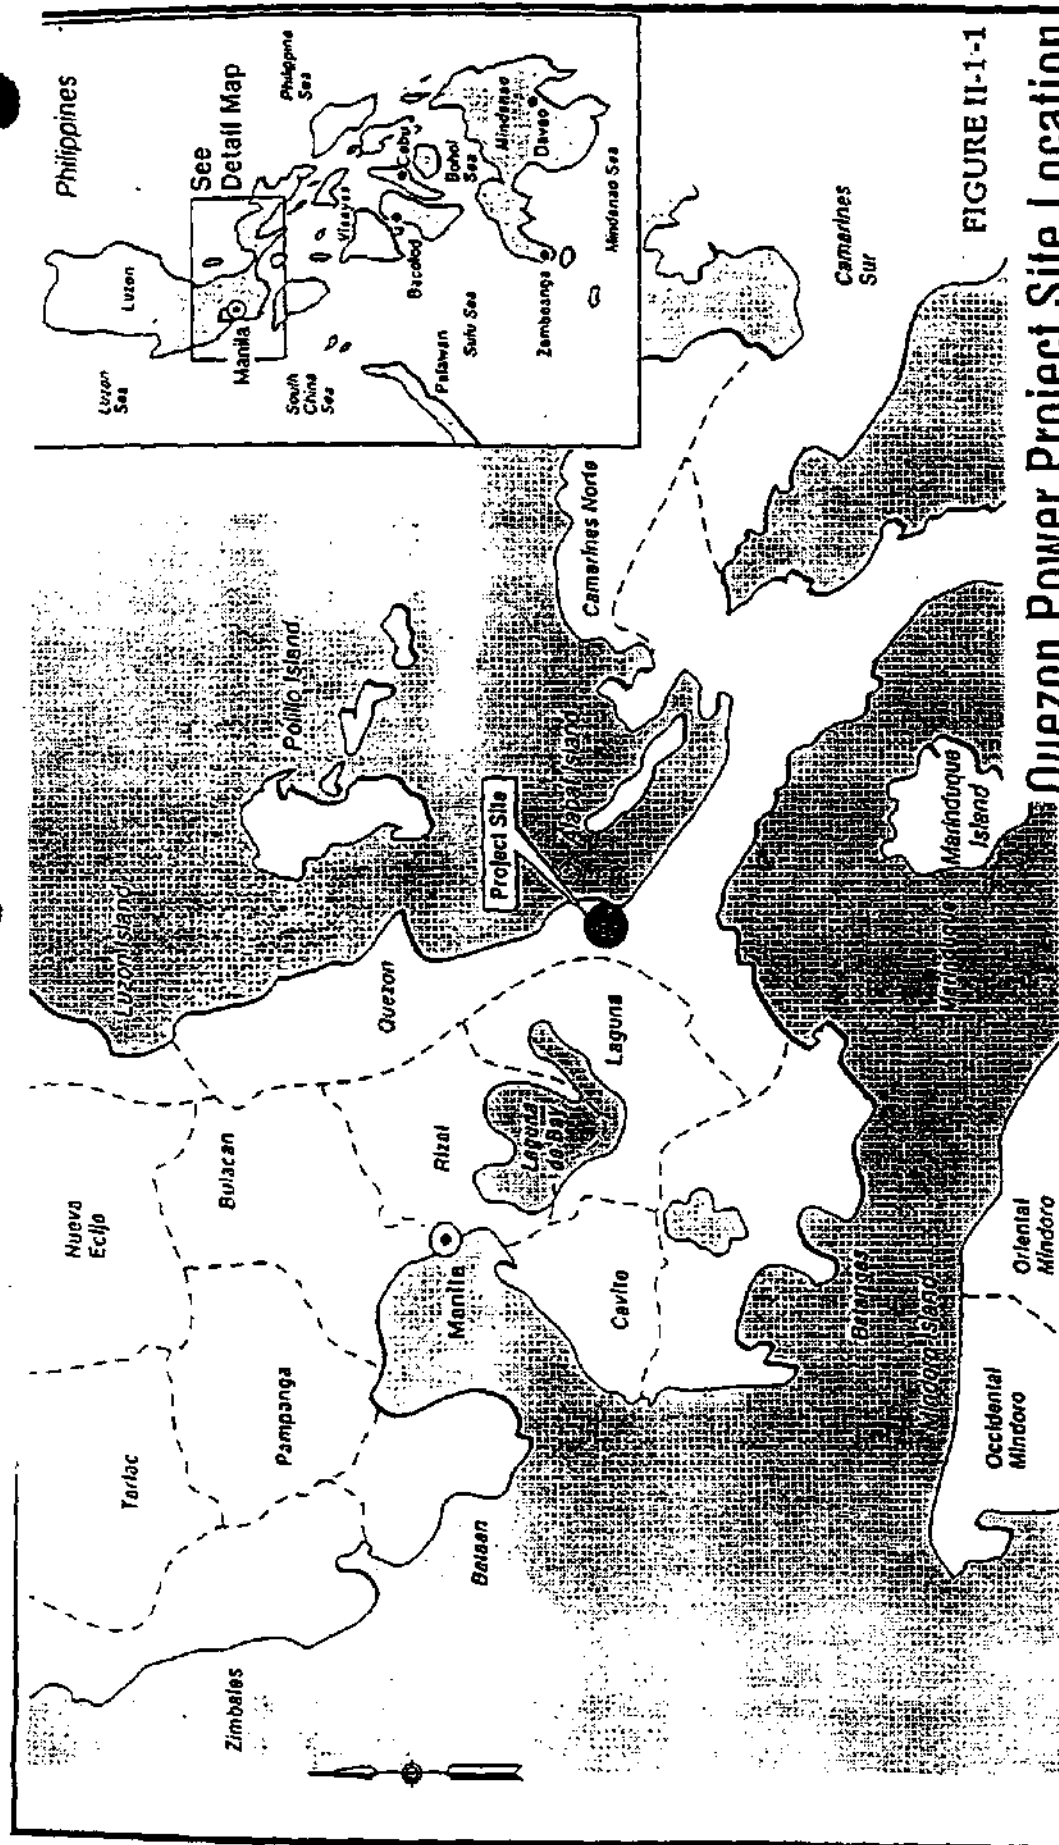 Philippines
Luzon
Luzon
Sea
See
Detail Map
Philippine
Sea
Manila
South
China
Sea
Visayas
Cebu
Bacolod
Bohol
Sea
Palawan
Sulu Sea
Mindanao
Davao
Zamboanga
Mindanao Sea
Luzon Island
Nueva
Ecija
Tarlac
Bulacan
Zimbales
Pampanga
Polillo Island
Quezon
Rizal
Manila
Bataan
Project Site
Laguna
de Bay
Laguna
Alabat Island
Camarines Norte
Cavite
Camarines
Sur
Batangas
Mindoro Island
Marinduque
Marinduque
Island
Occidental
Mindoro
Oriental
Mindoro
FIGURE II-1-1
Quezon Power Project Site Location